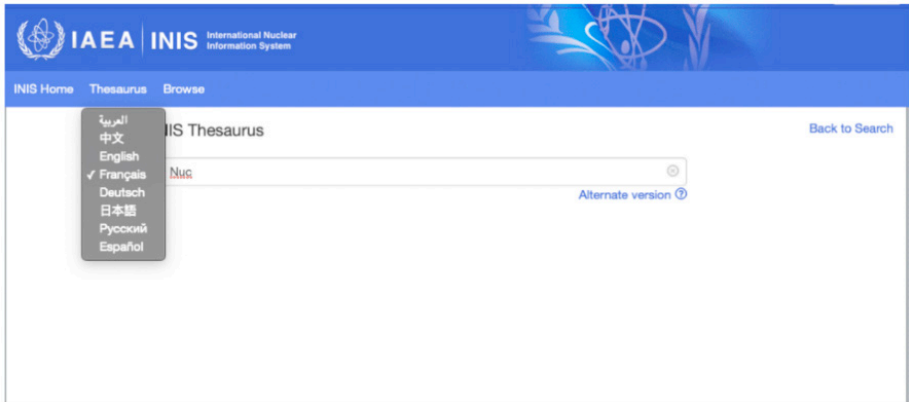 IAEA INIS International Nuclear
Information System
INIS Home Thesaurus Browse
العربية
中文
English
✓ Français
Deutsch
日本語
Русский
Español
IIS Thesaurus
Back to Search
Nuc
Alternate version ?